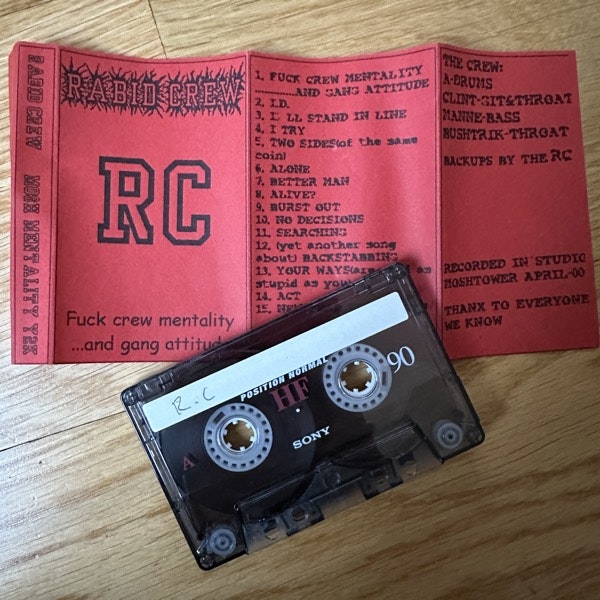 RABID CREW MOSH MENTALITY Y2K
RABID CREW
RC
Fuck crew mentality
...and gang
1. FUCK CREW MENTALITY
...AND GANG ATTITUDE
2. I.D.
3. I'LL STAND IN LINE
4. I TRY
5. TWO SIDES(of the same
coin)
6. ALONE
7. BETTER MAN
8. ALIVE?
9. BURST OUT
10. NO DECISIONS
11. SEARCHING
12. (yet another song
about) BACKSTABBING
13. YOUR WAYS(are as
stupid as you
14. ACT
15.
THE CREW:
A-DRUMS
CLINT-GIT&THROAT
MANNE-BASS
BUSHTRIK-THROAT
BACKUPS BY THE RC
RECORDED IN STUDIO
MOSHTOWER APRIL-00
THANX TO EVERYONE
WE KNOW
R.C
POSITION NORMAL
HF
90
A
SONY